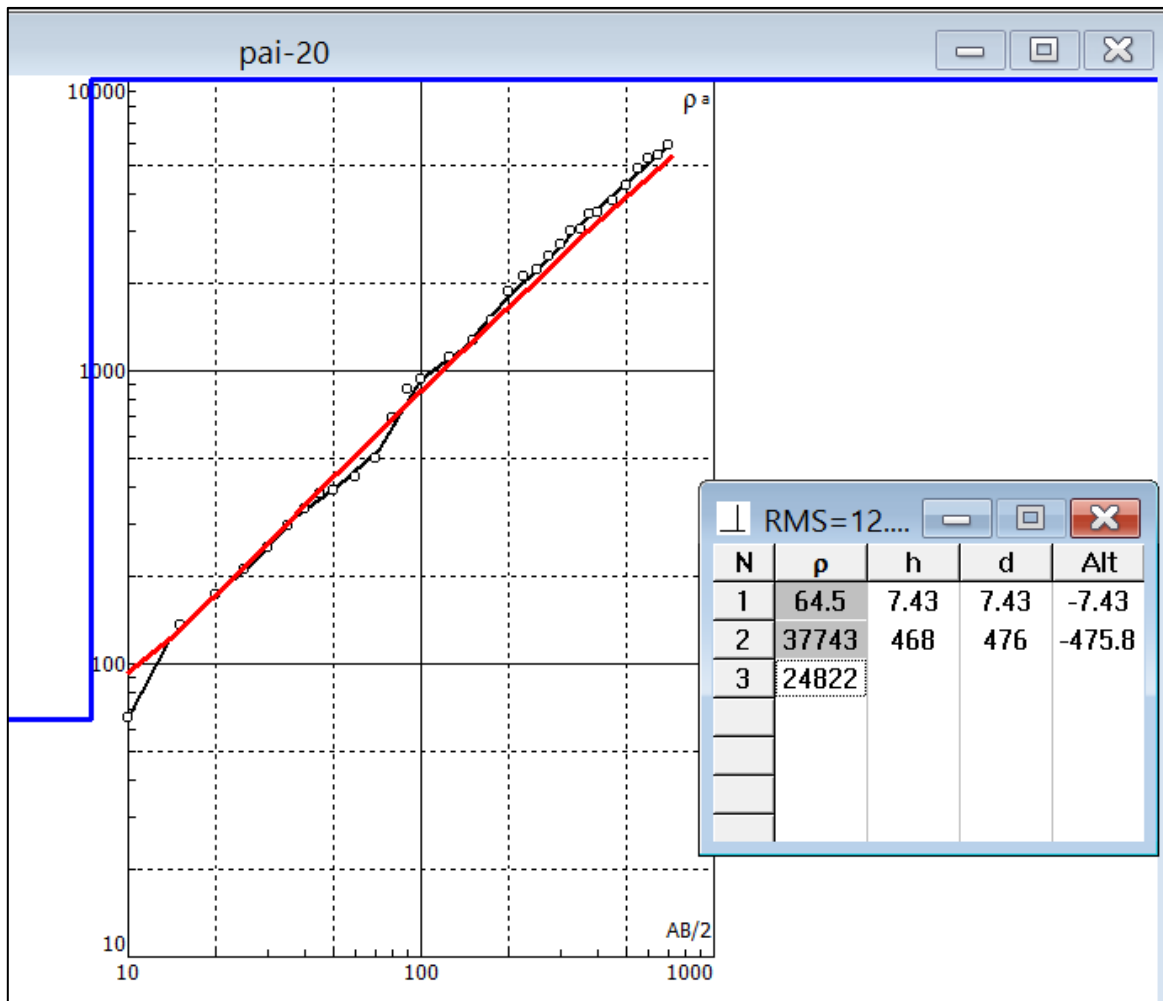 pai-20
10000
ρ a
1000
100
10
AB/2
10 100 1000
RMS=12....
N ρ h d Alt
1 64.5 7.43 7.43 -7.43
2 37743 468 476 -475.8
3 24822